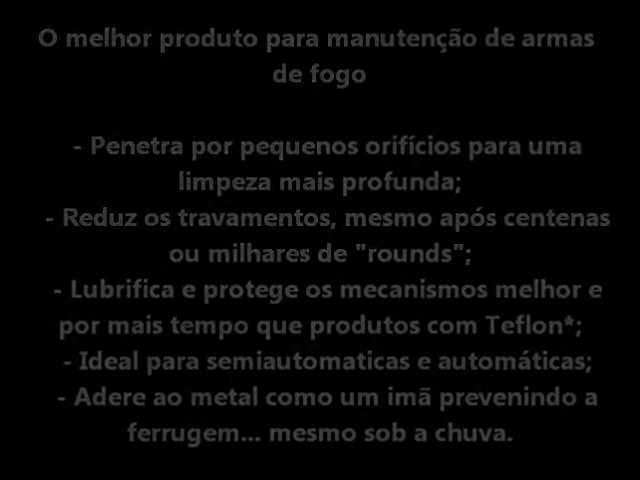 O melhor produto para manutenção de armas
de fogo
- Penetra por pequenos orifícios para uma
limpeza mais profunda;
- Reduz os travamentos, mesmo após centenas
ou milhares de "rounds";
- Lubrifica e protege os mecanismos melhor e
por mais tempo que produtos com Teflon*;
- Ideal para semiautomaticas e automáticas;
- Adere ao metal como um imã prevenindo a
ferrugem... mesmo sob a chuva.